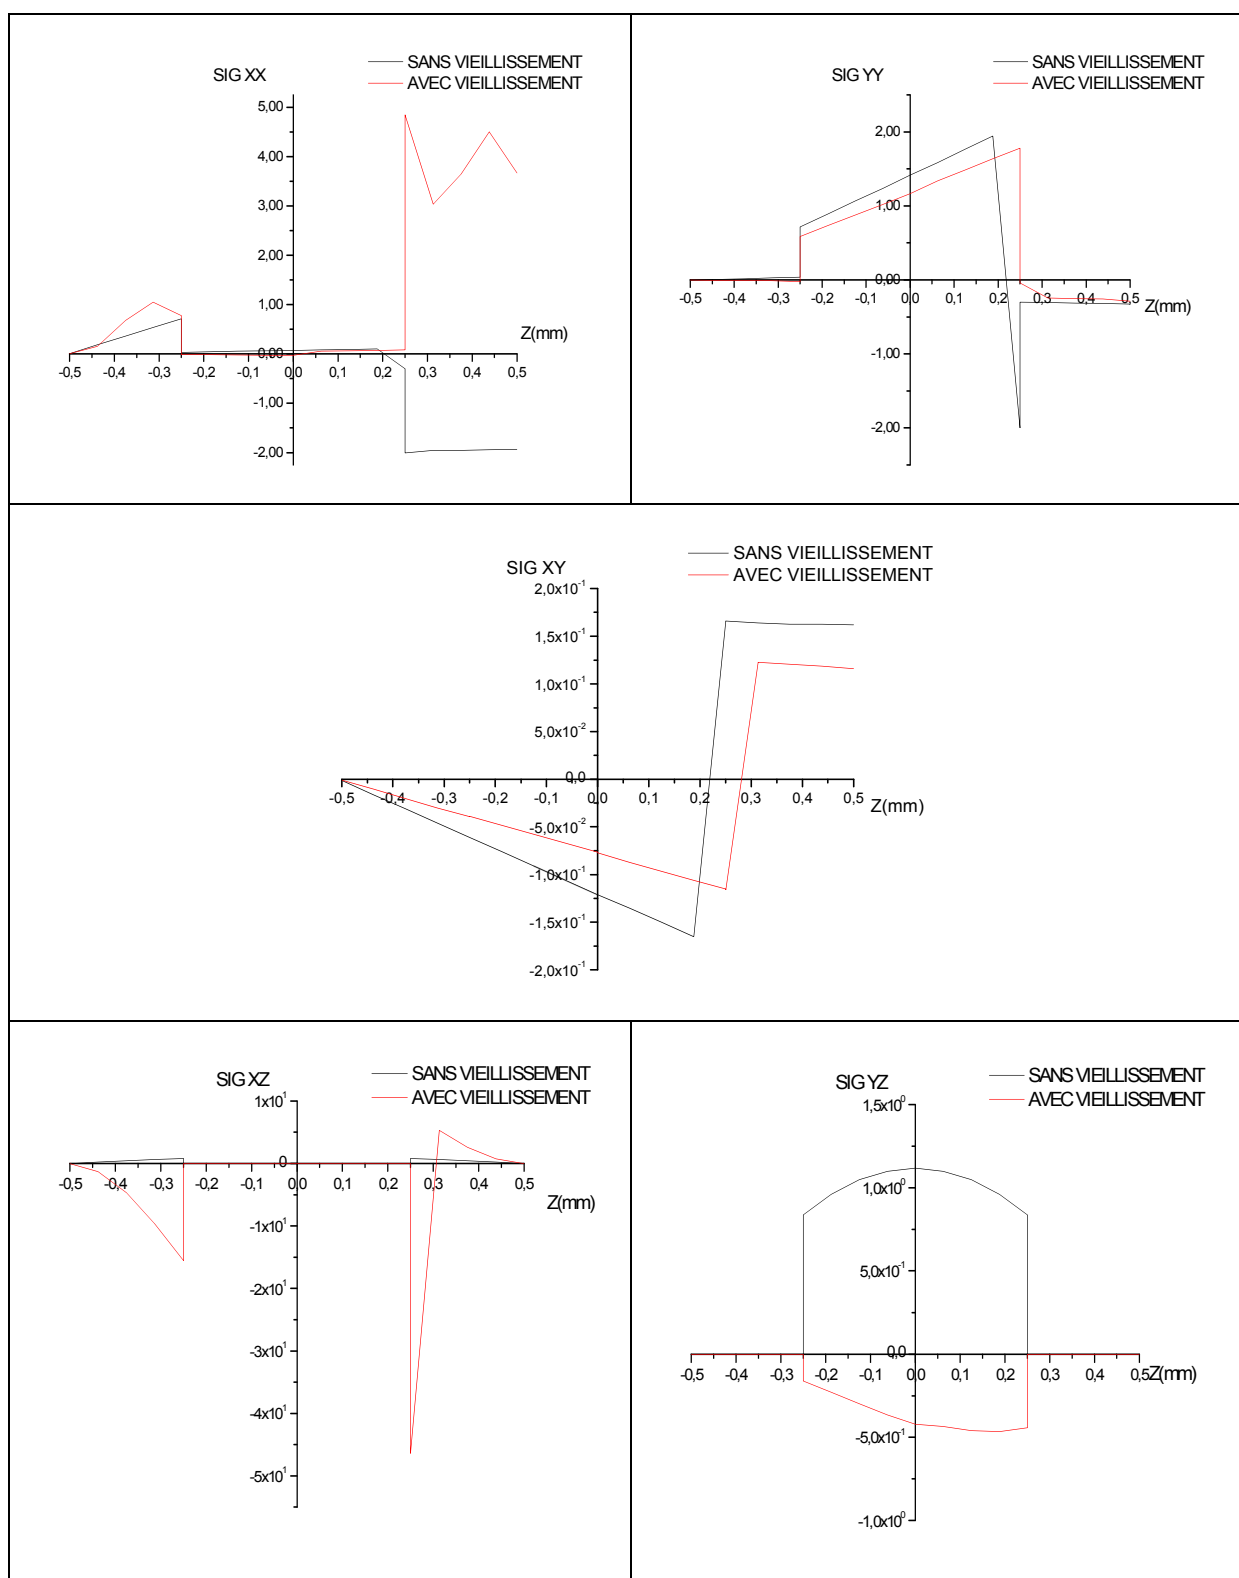 SIG XX
SANS VIEILLISSEMENT
AVEC VIEILLISSEMENT
5,00
4,00
3,00
2,00
1,00
0,00
-1,00
-2,00
-0,5 -0,4 -0,3 -0,2 -0,1 0,0 0,1 0,2 0,3 0,4 0,5
Z(mm)
SIG YY
SANS VIEILLISSEMENT
AVEC VIEILLISSEMENT
2,00
1,00
0,00
-1,00
-2,00
-0,5 -0,4 -0,3 -0,2 -0,1 0,0 0,1 0,2 0,3 0,4 0,5
Z(mm)
SIG XY
SANS VIEILLISSEMENT
AVEC VIEILLISSEMENT
2,0x10⁻¹
1,5x10⁻¹
1,0x10⁻¹
5,0x10⁻²
0,0
-5,0x10⁻²
-1,0x10⁻¹
-1,5x10⁻¹
-2,0x10⁻¹
-0,5 -0,4 -0,3 -0,2 -0,1 0,0 0,1 0,2 0,3 0,4 0,5
Z(mm)
SIG XZ
SANS VIEILLISSEMENT
AVEC VIEILLISSEMENT
1x10¹
0
-1x10¹
-2x10¹
-3x10¹
-4x10¹
-5x10¹
-0,5 -0,4 -0,3 -0,2 -0,1 0,0 0,1 0,2 0,3 0,4 0,5
Z(mm)
SIG YZ
SANS VIEILLISSEMENT
AVEC VIEILLISSEMENT
1,5x10⁰
1,0x10⁰
5,0x10⁻¹
0,0
-5,0x10⁻¹
-1,0x10⁰
-0,5 -0,4 -0,3 -0,2 -0,1 0,0 0,1 0,2 0,3 0,4 0,5
Z(mm)